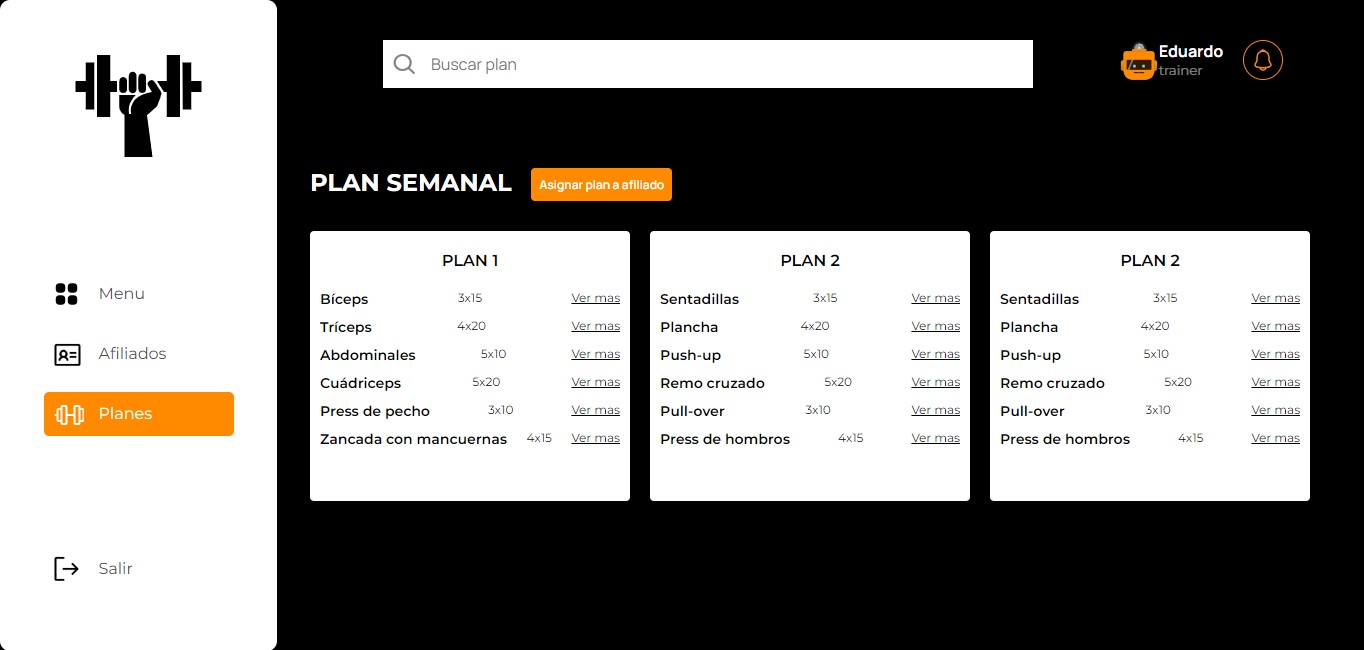 Buscar plan
Eduardo
trainer
PLAN SEMANAL
Asignar plan a afiliado
Menu
Afiliados
Planes
Salir
PLAN 1
Bíceps 3x15 Ver mas
Tríceps 4x20 Ver mas
Abdominales 5x10 Ver mas
Cuádriceps 5x20 Ver mas
Press de pecho 3x10 Ver mas
Zancada con mancuernas 4x15 Ver mas
PLAN 2
Sentadillas 3x15 Ver mas
Plancha 4x20 Ver mas
Push-up 5x10 Ver mas
Remo cruzado 5x20 Ver mas
Pull-over 3x10 Ver mas
Press de hombros 4x15 Ver mas
PLAN 2
Sentadillas 3x15 Ver mas
Plancha 4x20 Ver mas
Push-up 5x10 Ver mas
Remo cruzado 5x20 Ver mas
Pull-over 3x10 Ver mas
Press de hombros 4x15 Ver mas